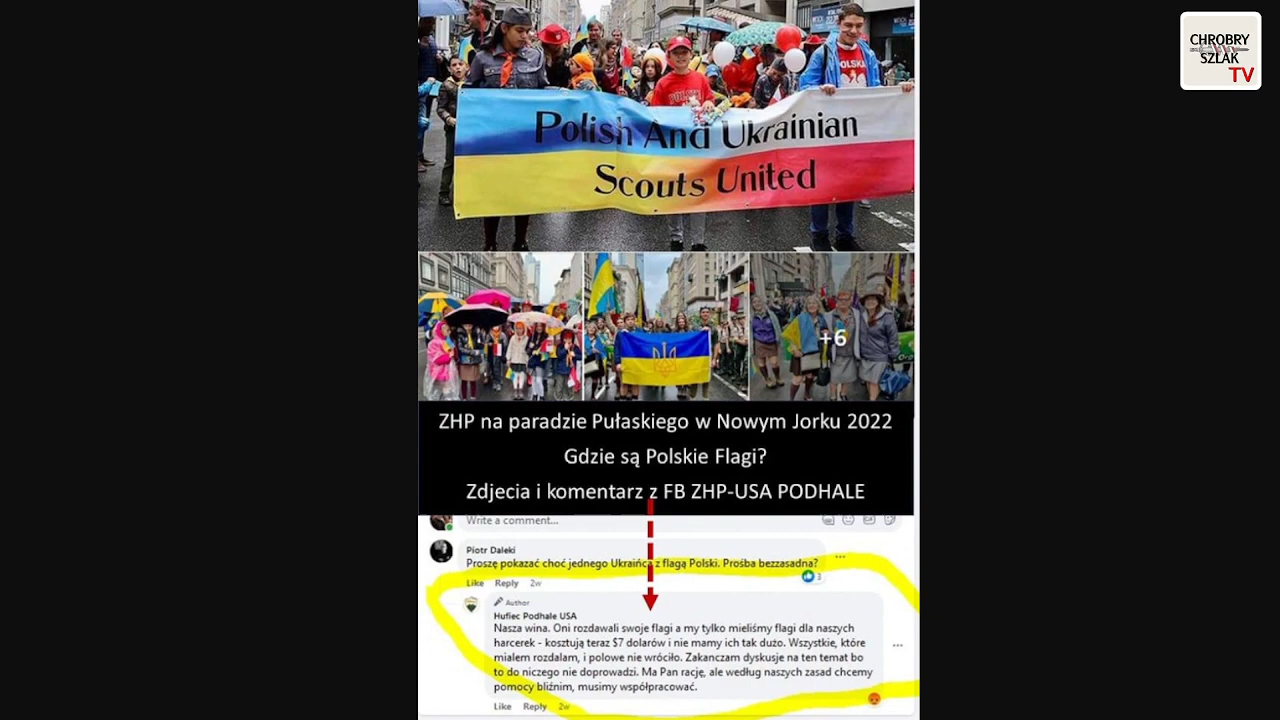 CHROBRY
SZLAK
TV
POLSKA
Polish And Ukrainian
Scouts United
+6
ZHP na paradzie Pułaskiego w Nowym Jorku 2022
Gdzie są Polskie Flagi?
Zdjecia i komentarz z FB ZHP-USA PODHALE
Write a comment...
Piotr Daleki
Proszę pokazać choć jednego Ukraińca z flagą Polski. Prośba bezzasadna?
3
Like Reply 2w
Author
Hufiec Podhale USA
Nasza wina. Oni rozdawali swoje flagi a my tylko mieliśmy flagi dla naszych
harcerek - kosztują teraz $7 dolarów i nie mamy ich tak dużo. Wszystkie, które
mialem rozdalam, i polowe nie wróciło. Zakanczam dyskusje na ten temat bo
to do niczego nie doprowadzi. Ma Pan rację, ale według naszych zasad chcemy
pomocy bliźnim, musimy współpracować.
Like Reply 2w